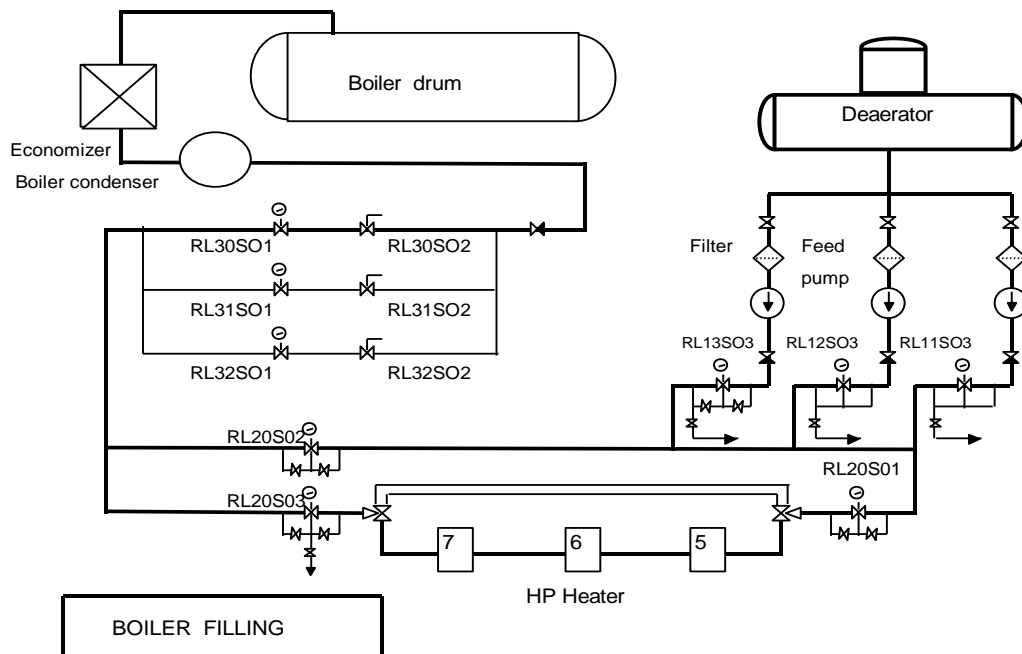 Boiler drum
Deaerator
Economizer
Boiler condenser
RL30SO1
RL30SO2
Filter
Feed
pump
RL31SO1
RL31SO2
RL13SO3
RL12SO3
RL11SO3
RL32SO1
RL32SO2
RL20S02
RL20S01
RL20S03
7
6
5
HP Heater
BOILER FILLING